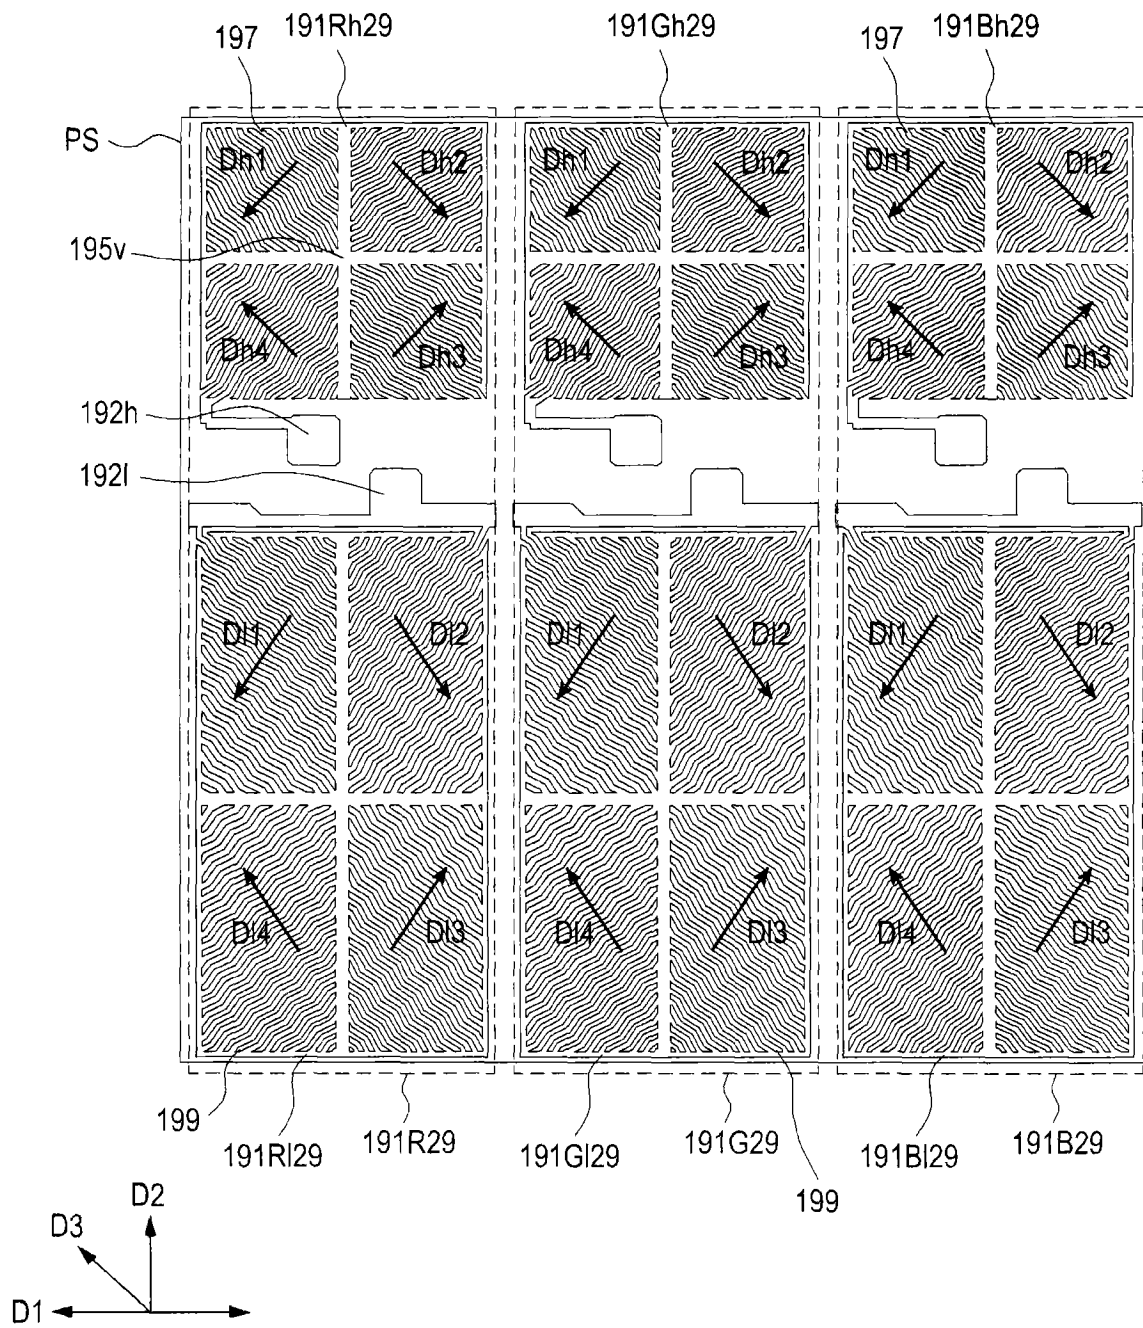 197 191Rh29 191Gh29 197 191Bh29
PS
Dh1 Dh2 Dh1 Dh2 Dh1 Dh2
195v
Dh4 Dh3 Dh4 Dh3 Dh4 Dh3
192h
192l
Dl1 Dl2 Dl1 Dl2 Dl1 Dl2
Dl4 Dl3 Dl4 Dl3 Dl4 Dl3
199 191Rl29 191R29 191Gl29 191G29 199 191Bl29 191B29
D2
D3
D1